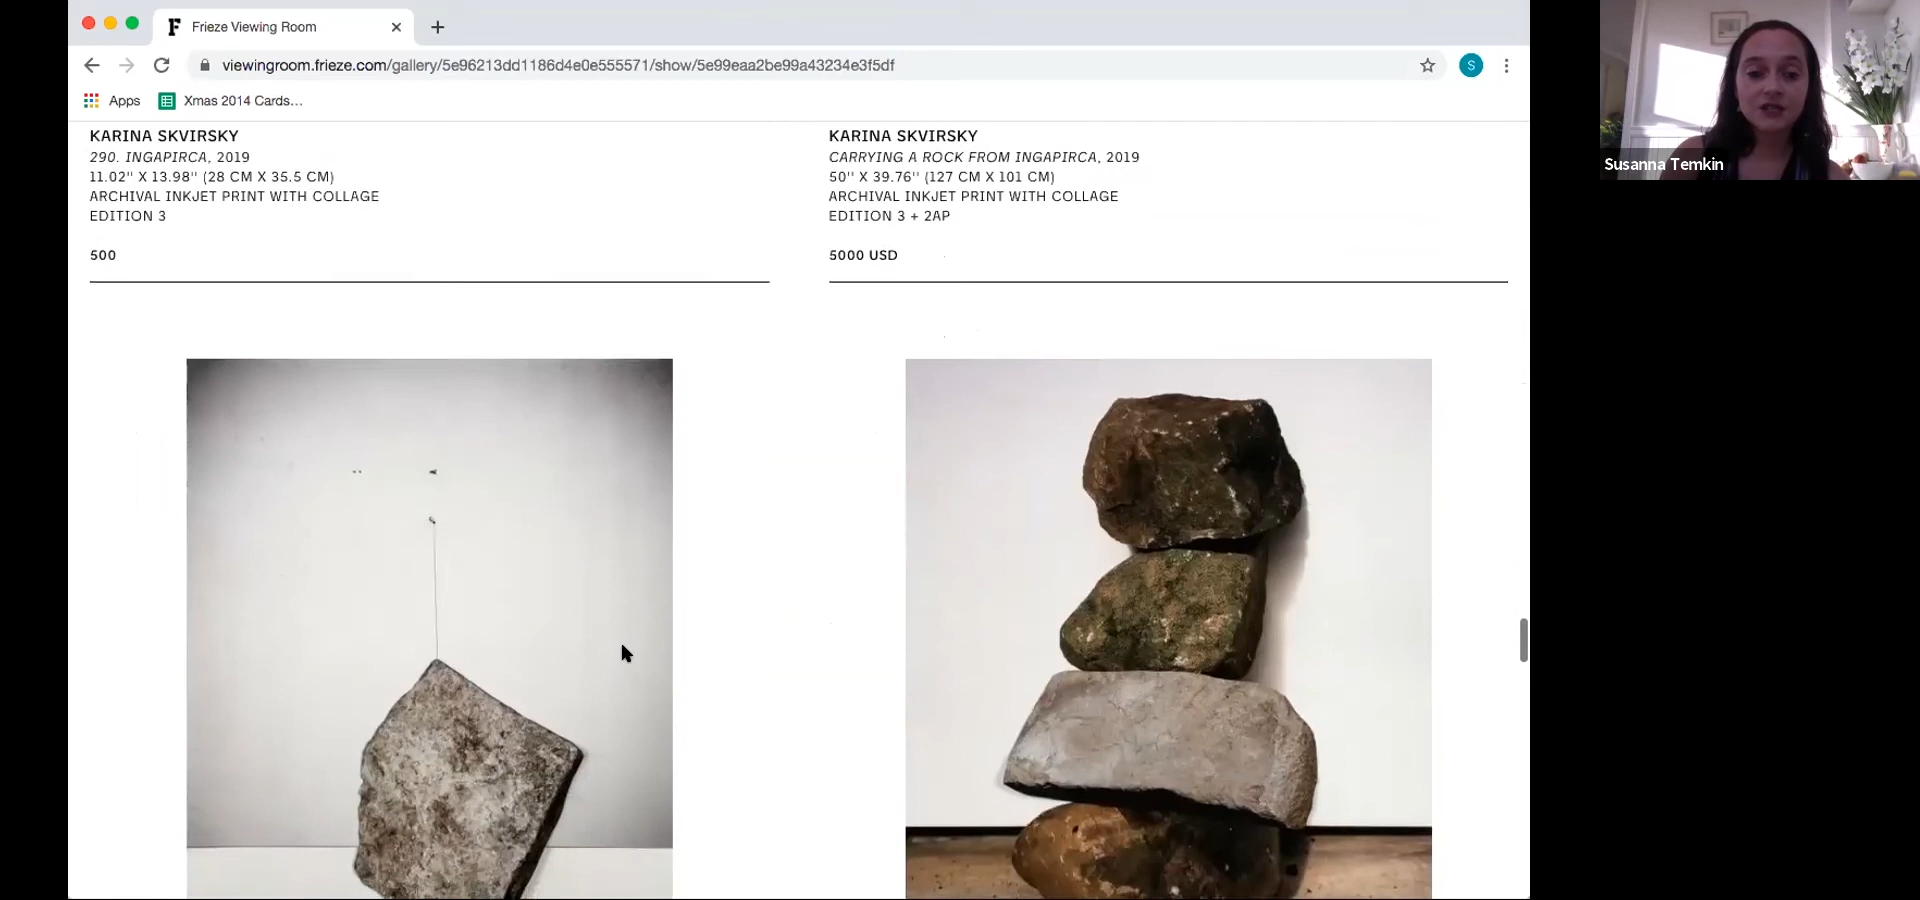 Frieze Viewing Room
viewingroom.frieze.com/gallery/5e96213dd1186d4e0e555571/show/5e99eaa2be99a43234e3f5df
S
Apps
Xmas 2014 Cards...
KARINA SKVIRSKY
290. INGAPIRCA, 2019
11.02'' X 13.98'' (28 CM X 35.5 CM)
ARCHIVAL INKJET PRINT WITH COLLAGE
EDITION 3
500
KARINA SKVIRSKY
CARRYING A ROCK FROM INGAPIRCA, 2019
50'' X 39.76'' (127 CM X 101 CM)
ARCHIVAL INKJET PRINT WITH COLLAGE
EDITION 3 + 2AP
5000 USD
Susanna Temkin